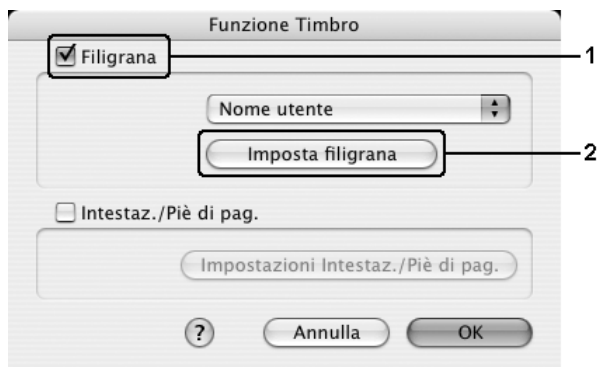 Funzione Timbro
Filigrana
1
Nome utente
Imposta filigrana
2
Intestaz./Piè di pag.
Impostazioni Intestaz./Piè di pag.
?
Annulla
OK